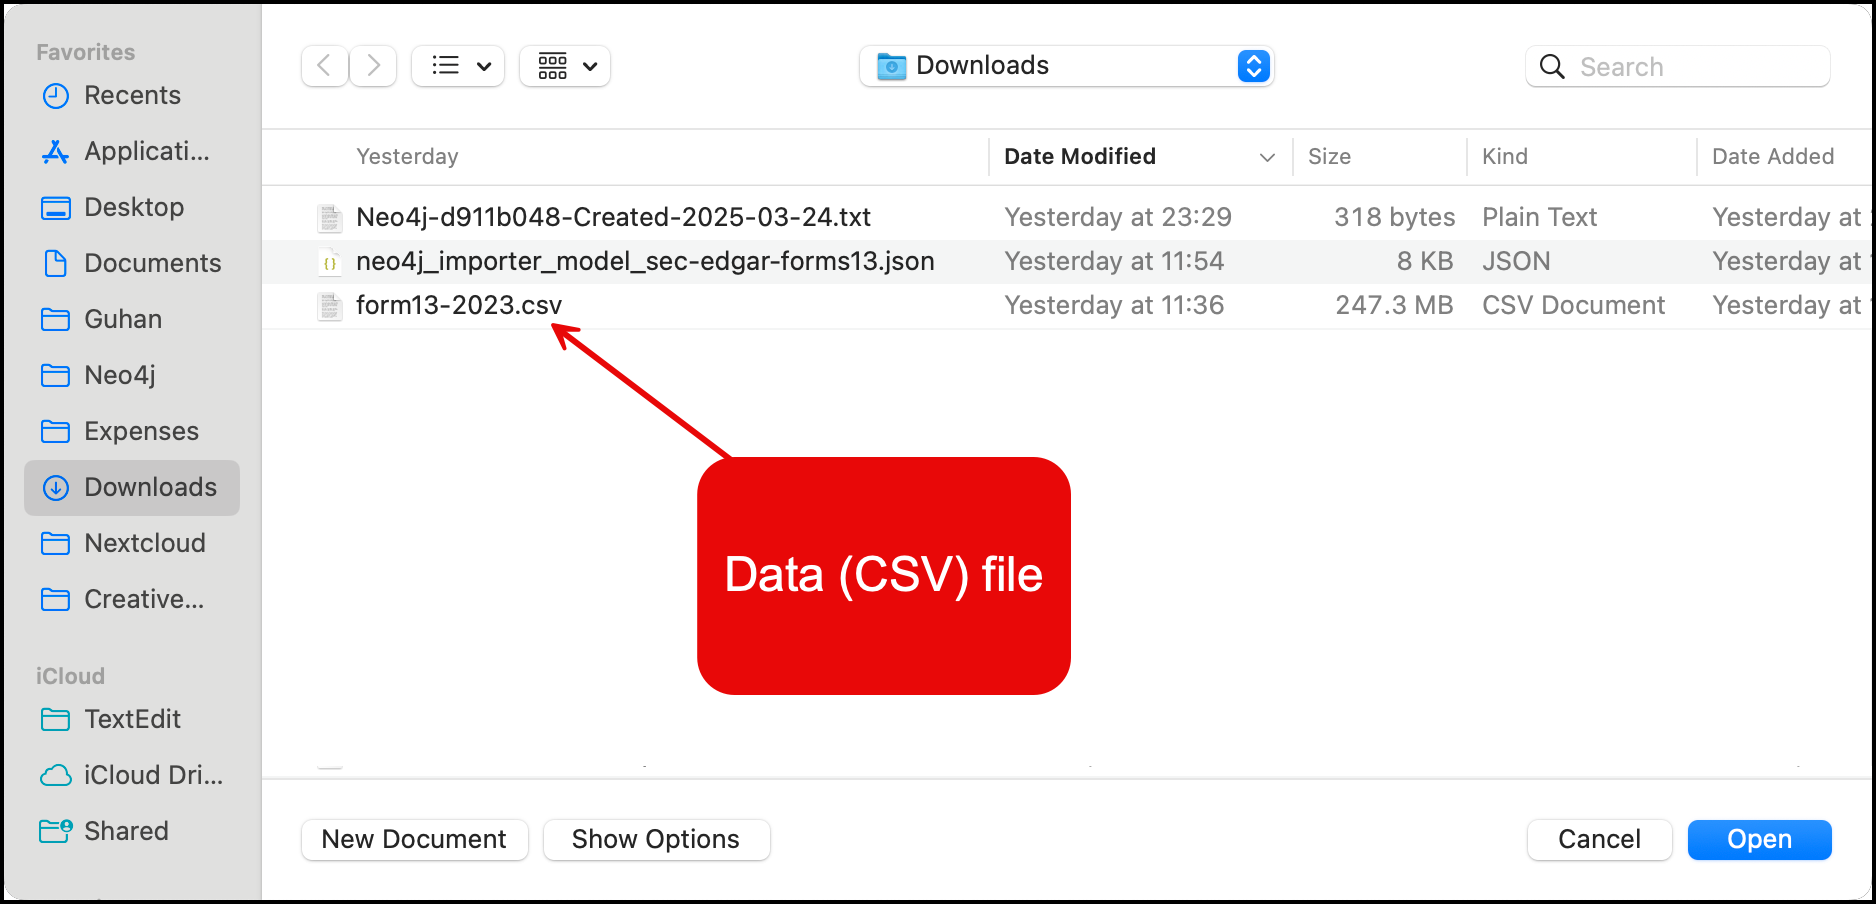 Favorites
Recents
Applicati...
Desktop
Documents
Guhan
Neo4j
Expenses
Downloads
Nextcloud
Creative...
iCloud
TextEdit
iCloud Dri...
Shared
Downloads
Search
Yesterday Date Modified Size Kind Date Added
Neo4j-d911b048-Created-2025-03-24.txt Yesterday at 23:29 318 bytes Plain Text Yesterday at
neo4j_importer_model_sec-edgar-forms13.json Yesterday at 11:54 8 KB JSON Yesterday at
form13-2023.csv Yesterday at 11:36 247.3 MB CSV Document Yesterday at
Data (CSV) file
New Document Show Options Cancel Open